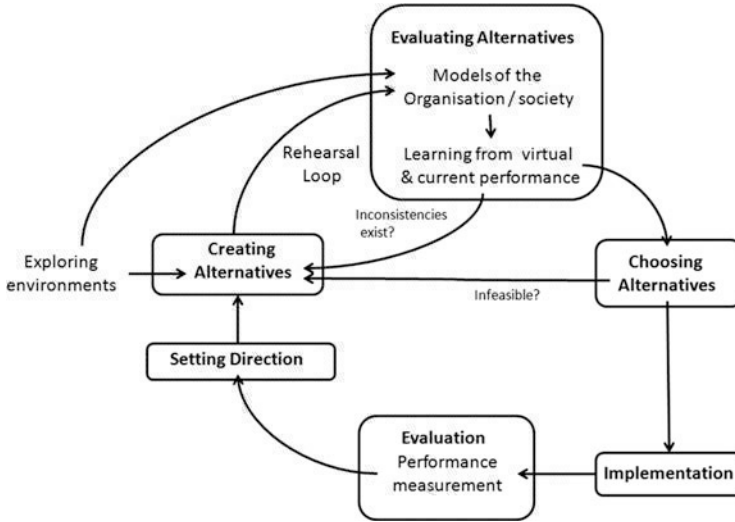 Evaluating Alternatives
Models of the
Organisation / society
Learning from virtual
& current performance
Rehearsal
Loop
Inconsistencies
exist?
Exploring
environments
Creating
Alternatives
Choosing
Alternatives
Infeasible?
Setting Direction
Evaluation
Performance
measurement
Implementation